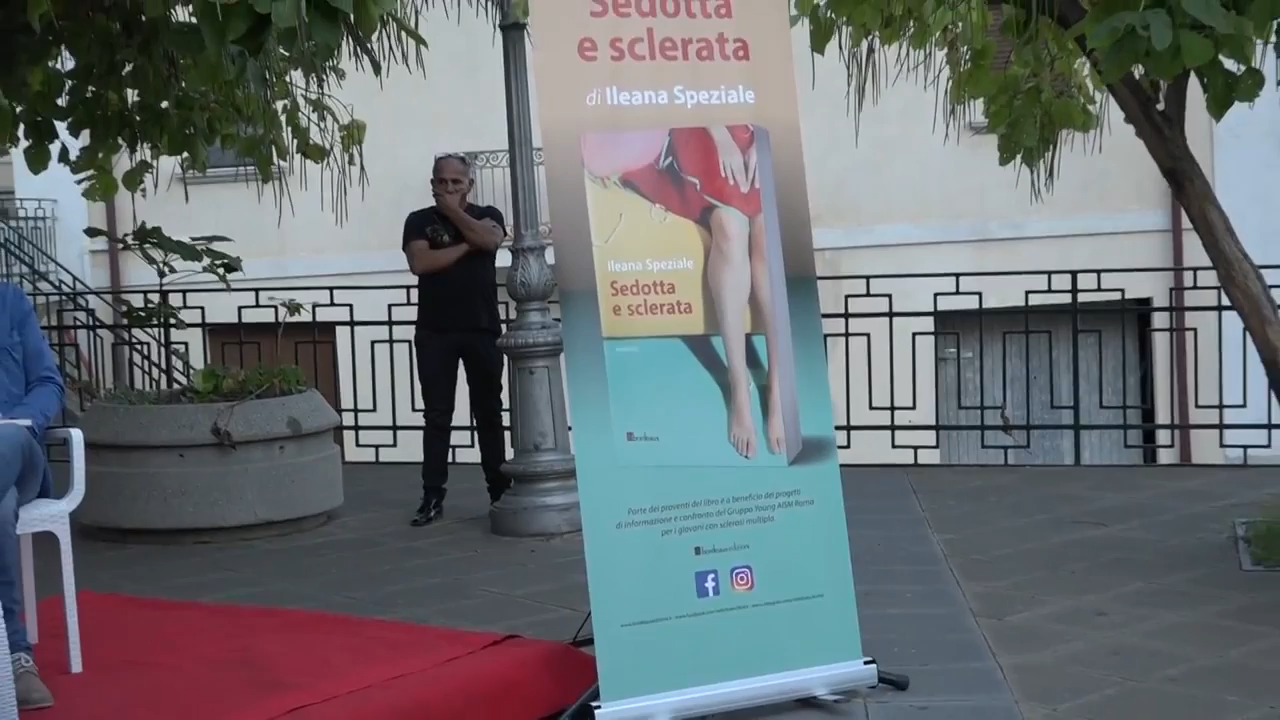 Sedotta
e sclerata
di Ileana Speziale
Ileana Speziale
Sedotta
e sclerata
Parte dei proventi del libro è a beneficio dei progetti
di informazione e confronto del Gruppo Young AISM Roma
per i giovani con sclerosi multipla.